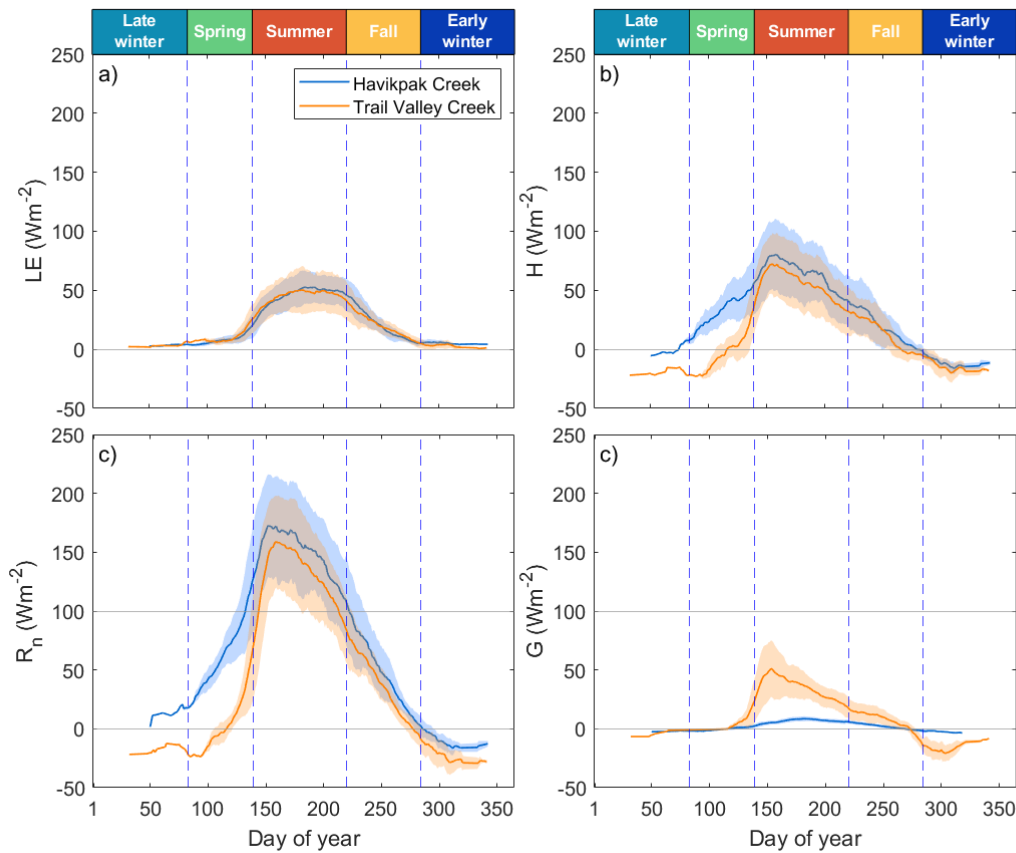 Late winter Spring Summer Fall Early winter
Late winter Spring Summer Fall Early winter
a)
Havikpak Creek
Trail Valley Creek
250
200
150
100
50
0
-50
LE (Wm-2)
b)
250
200
150
100
50
0
-50
H (Wm-2)
c)
250
200
150
100
50
0
-50
Rn (Wm-2)
1 50 100 150 200 250 300 350
Day of year
c)
250
200
150
100
50
0
-50
G (Wm-2)
1 50 100 150 200 250 300 350
Day of year